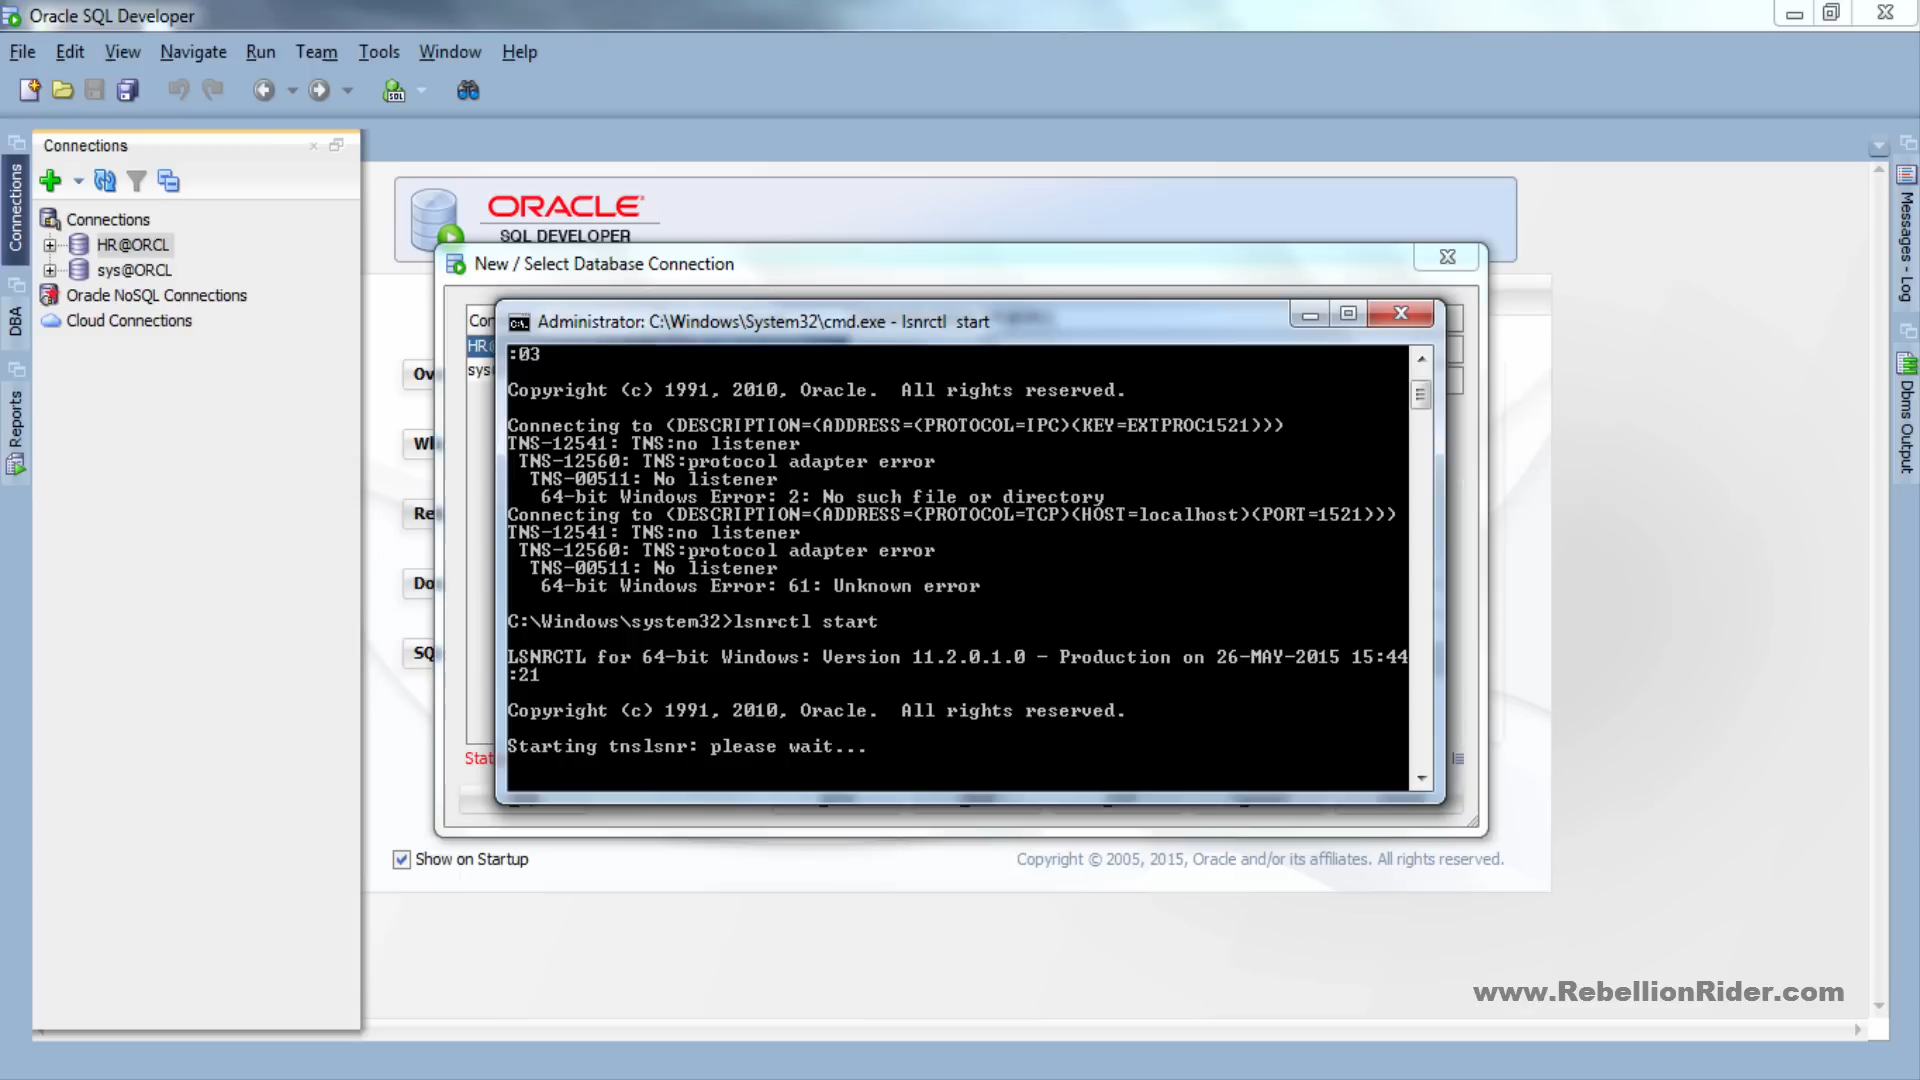 Oracle SQL Developer
File Edit View Navigate Run Team Tools Window Help
Connections
Connections
HR@ORCL
sys@ORCL
Oracle NoSQL Connections
Cloud Connections
Connections
DBA
Reports
ORACLE
SQL DEVELOPER
New / Select Database Connection
Administrator: C:\Windows\System32\cmd.exe - lsnrctl  start
:03
Copyright (c) 1991, 2010, Oracle.  All rights reserved.
Connecting to (DESCRIPTION=(ADDRESS=(PROTOCOL=IPC)(KEY=EXTPROC1521)))
TNS-12541: TNS:no listener
TNS-12560: TNS:protocol adapter error
TNS-00511: No listener
64-bit Windows Error: 2: No such file or directory
Connecting to (DESCRIPTION=(ADDRESS=(PROTOCOL=TCP)(HOST=localhost)(PORT=1521)))
TNS-12541: TNS:no listener
TNS-12560: TNS:protocol adapter error
TNS-00511: No listener
64-bit Windows Error: 61: Unknown error
C:\Windows\system32>lsnrctl start
LSNRCTL for 64-bit Windows: Version 11.2.0.1.0 - Production on 26-MAY-2015 15:44
:21
Copyright (c) 1991, 2010, Oracle.  All rights reserved.
Starting tnslsnr: please wait...
Show on Startup
Copyright © 2005, 2015, Oracle and/or its affiliates. All rights reserved.
Messages - Log
Dbms Output
www.RebellionRider.com